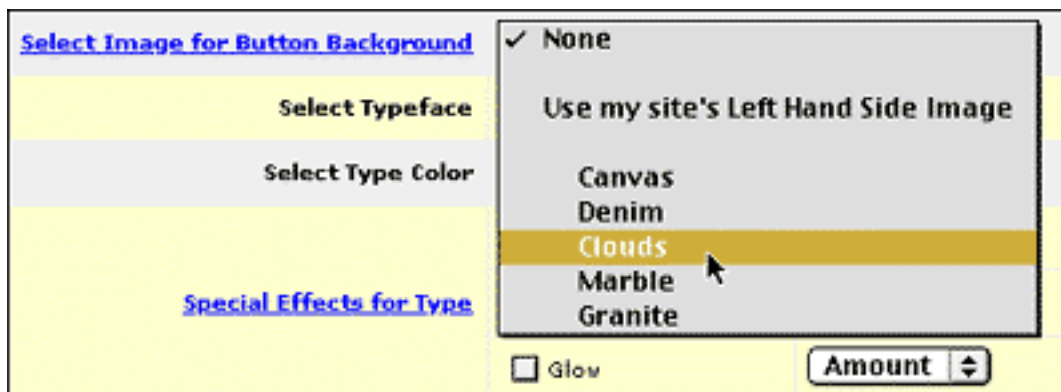 Select Image for Button Background
✓ None
Select Typeface
Use my site's Left Hand Side Image
Select Type Color
Canvas
Denim
Clouds
Marble
Special Effects for Type
Granite
Glow
Amount